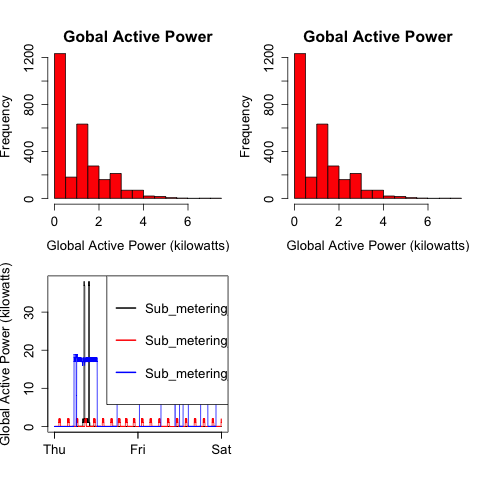 Gobal Active Power
Frequency
0 400 800 1200
0 2 4 6
Global Active Power (kilowatts)
Gobal Active Power
Frequency
0 400 800 1200
0 2 4 6
Global Active Power (kilowatts)
Global Active Power (kilowatts)
0 10 20 30
Thu Fri Sat
Sub_metering
Sub_metering
Sub_metering